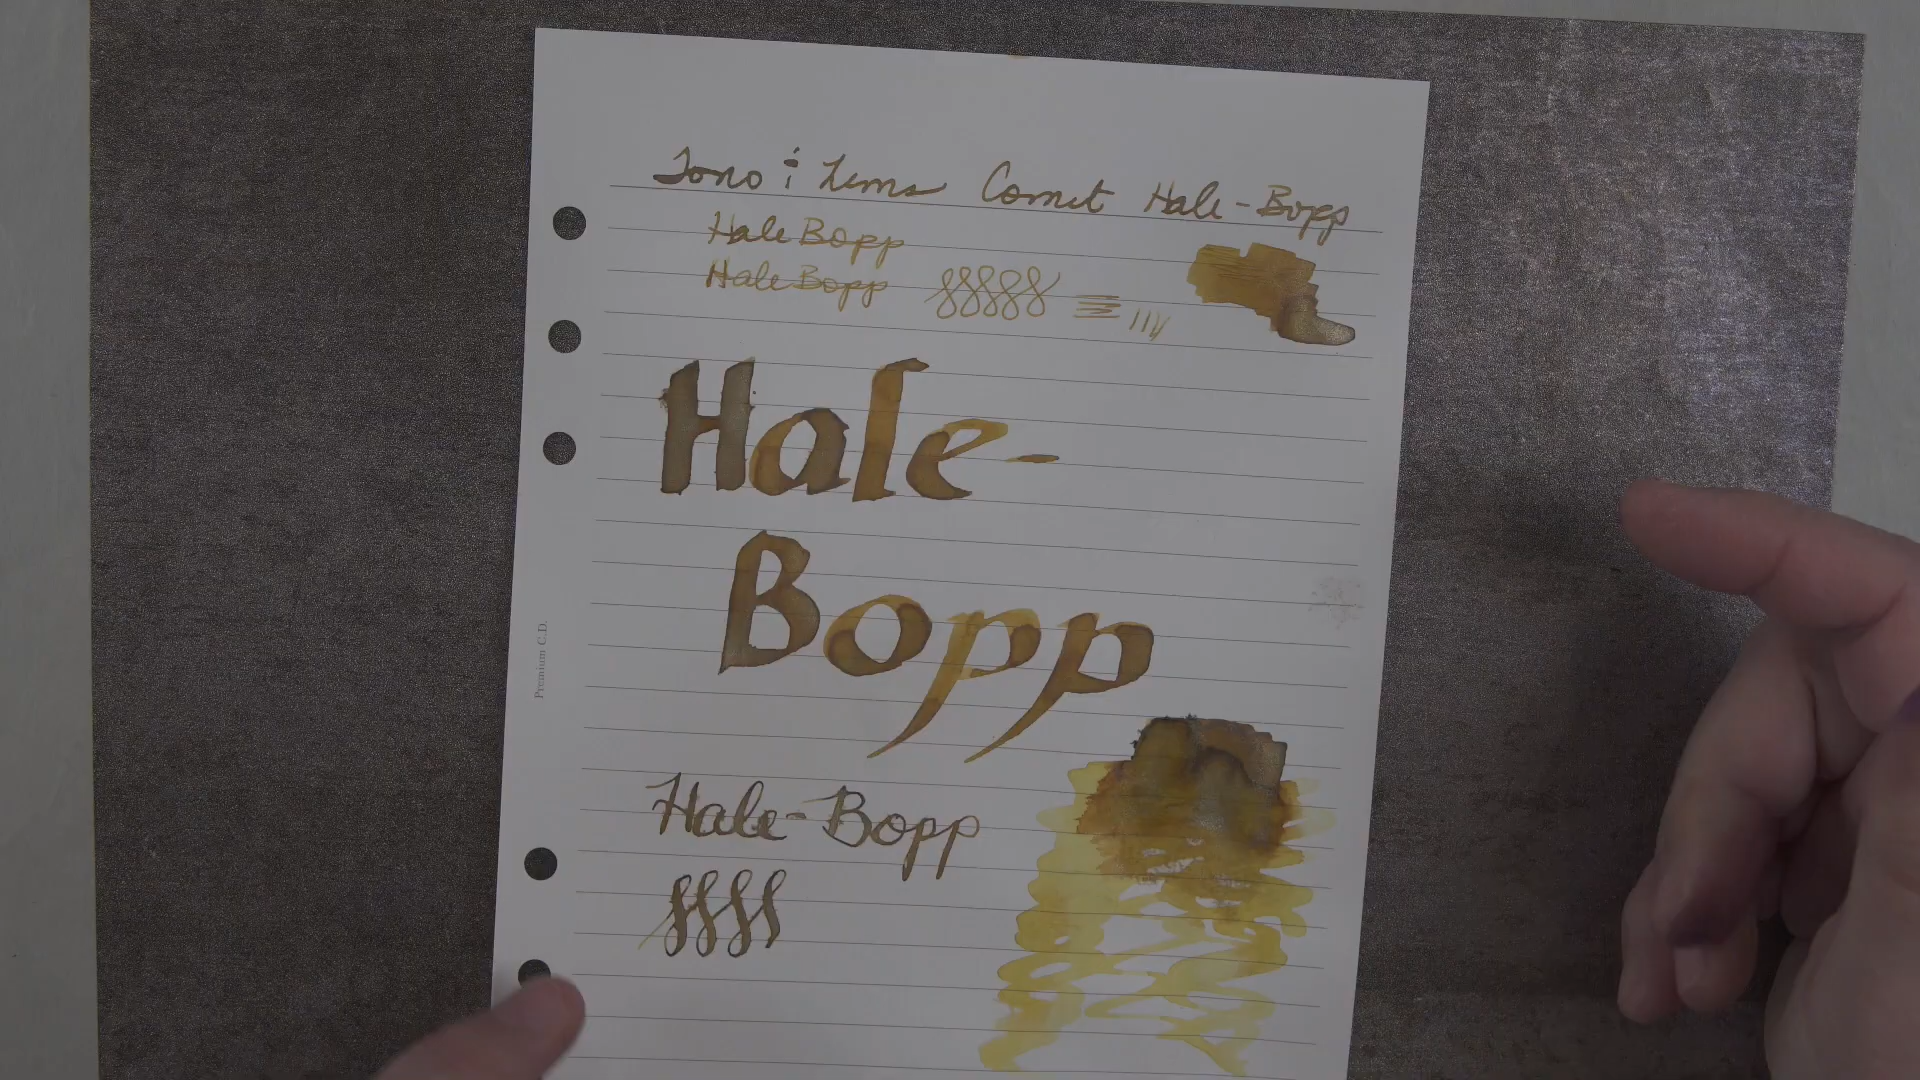 Tono & Lims Comet Hale-Bopp
Hale Bopp
Hale Bopp
Hale-
Bopp
Hale-Bopp
Premium C.D.